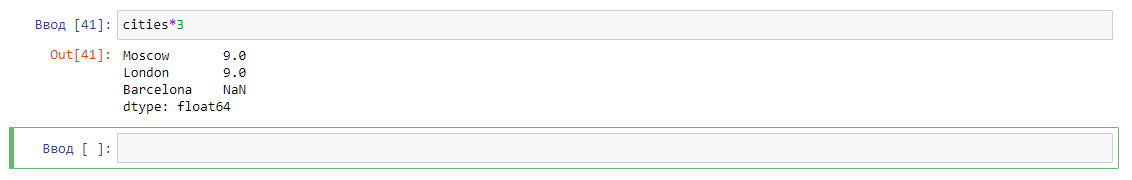 Ввод [41]: cities*3
Out[41]: Moscow 9.0
London 9.0
Barcelona NaN
dtype: float64
Ввод [ ]: